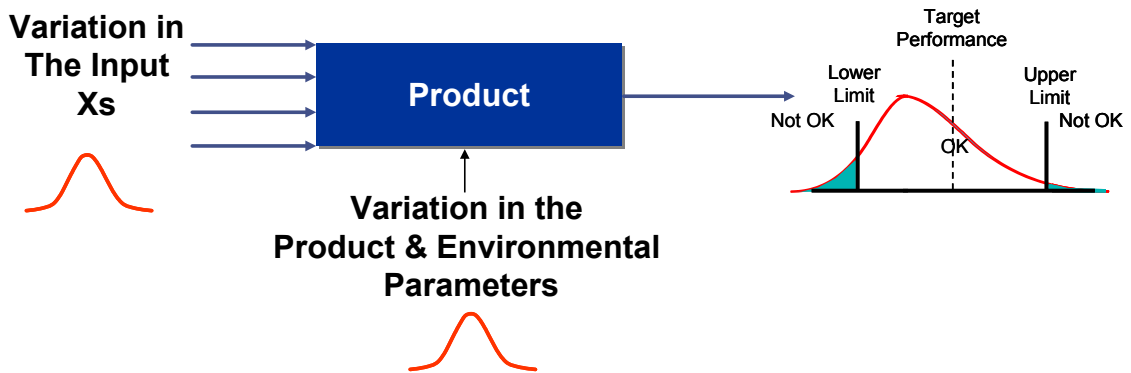 Variation in
The Input
Xs
Product
Variation in the
Product & Environmental
Parameters
Target
Performance
Lower
Limit
Upper
Limit
Not OK
OK
Not OK